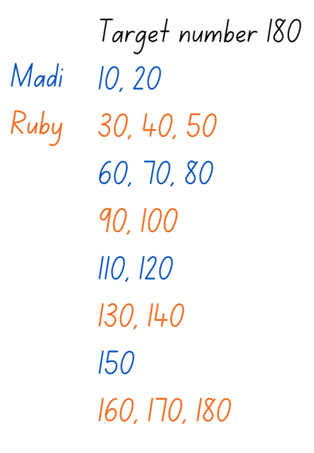 Target number 180
Madi 10, 20
Ruby 30, 40, 50
60, 70, 80
90, 100
110, 120
130, 140
150
160, 170, 180